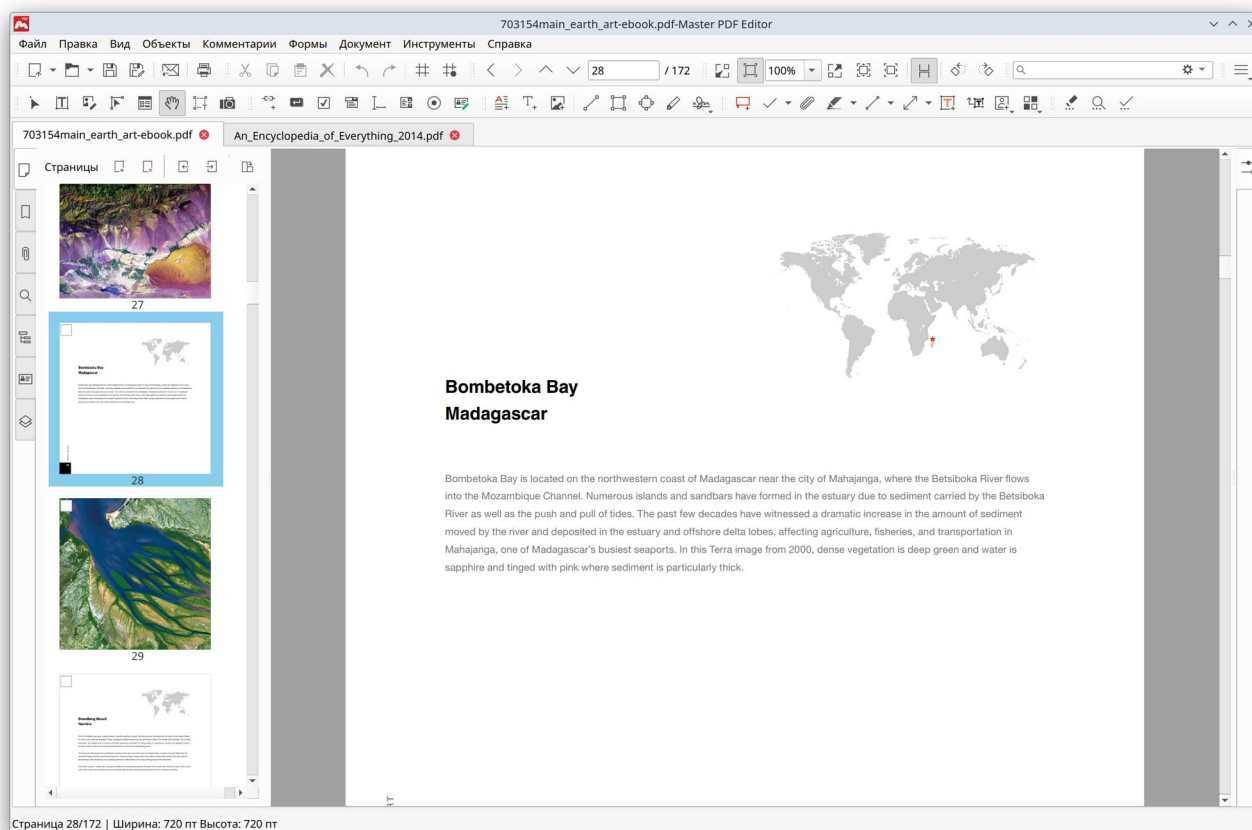 703154main_earth_art-ebook.pdf-Master PDF Editor
Файл Правка Вид Объекты Комментарии Формы Документ Инструменты Справка
28 / 172 100%
703154main_earth_art-ebook.pdf An_Encyclopedia_of_Everything_2014.pdf
Страницы
27
Bombetoka Bay
Madagascar
28
29
Brandberg Massif
Namibia
Bombetoka Bay
Madagascar
Bombetoka Bay is located on the northwestern coast of Madagascar near the city of Mahajanga, where the Betsiboka River flows
into the Mozambique Channel. Numerous islands and sandbars have formed in the estuary due to sediment carried by the Betsiboka
River as well as the push and pull of tides. The past few decades have witnessed a dramatic increase in the amount of sediment
moved by the river and deposited in the estuary and offshore delta lobes, affecting agriculture, fisheries, and transportation in
Mahajanga, one of Madagascar's busiest seaports. In this Terra image from 2000, dense vegetation is deep green and water is
sapphire and tinged with pink where sediment is particularly thick.
Страница 28/172 | Ширина: 720 пт Высота: 720 пт